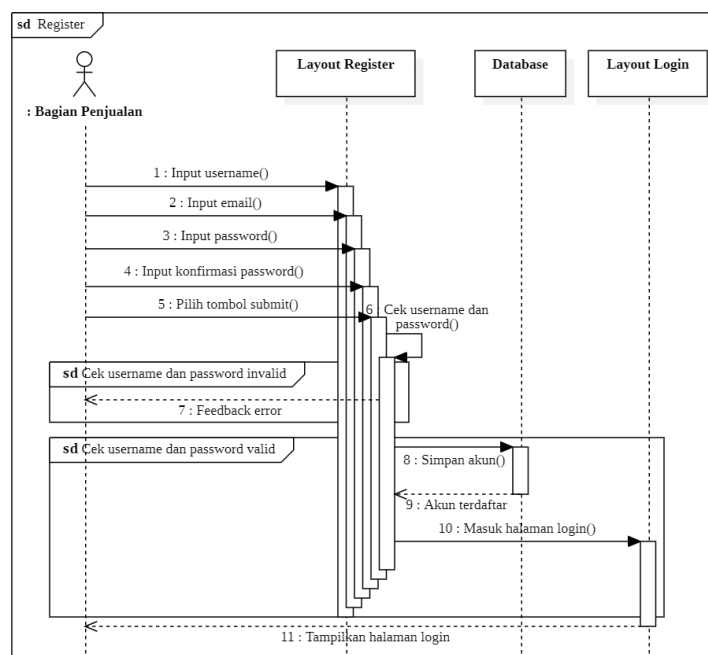 sd Register
Layout Register
Database
Layout Login
: Bagian Penjualan
1 : Input username()
2 : Input email()
3 : Input password()
4 : Input konfirmasi password()
5 : Pilih tombol submit()
6 : Cek username dan
password()
sd Cek username dan password invalid
7 : Feedback error
sd Cek username dan password valid
8 : Simpan akun()
9 : Akun terdaftar
10 : Masuk halaman login()
11 : Tampilkan halaman login